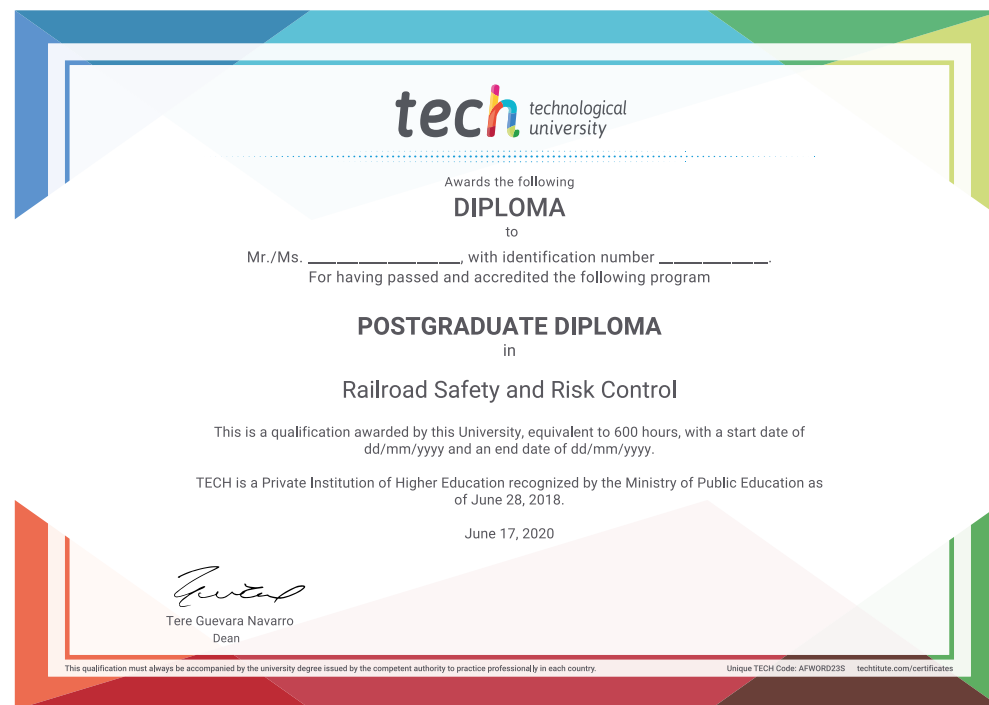 tech technological
university
Awards the following
DIPLOMA
to
Mr./Ms. ____________________, with identification number ______________.
For having passed and accredited the following program
POSTGRADUATE DIPLOMA
in
Railroad Safety and Risk Control
This is a qualification awarded by this University, equivalent to 600 hours, with a start date of
dd/mm/yyyy and an end date of dd/mm/yyyy.
TECH is a Private Institution of Higher Education recognized by the Ministry of Public Education as
of June 28, 2018.
June 17, 2020
Tere Guevara Navarro
Dean
This qualification must always be accompanied by the university degree issued by the competent authority to practice professionally in each country. Unique TECH Code: AFWORD23S techtitute.com/certificates